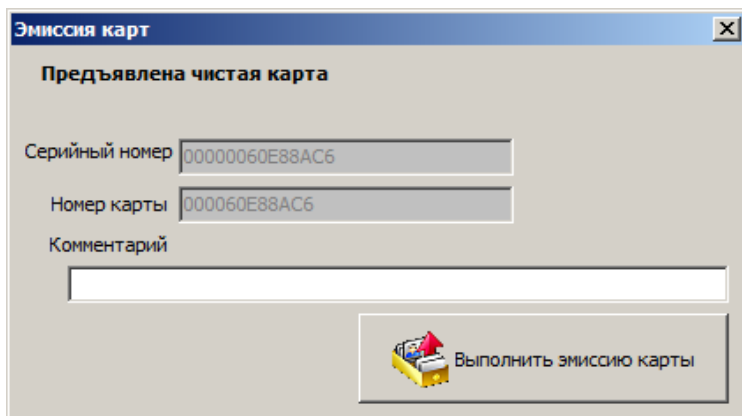 Эмиссия карт
Предъявлена чистая карта
Серийный номер 00000060E88AC6
Номер карты 000060E88AC6
Комментарий
Выполнить эмиссию карты